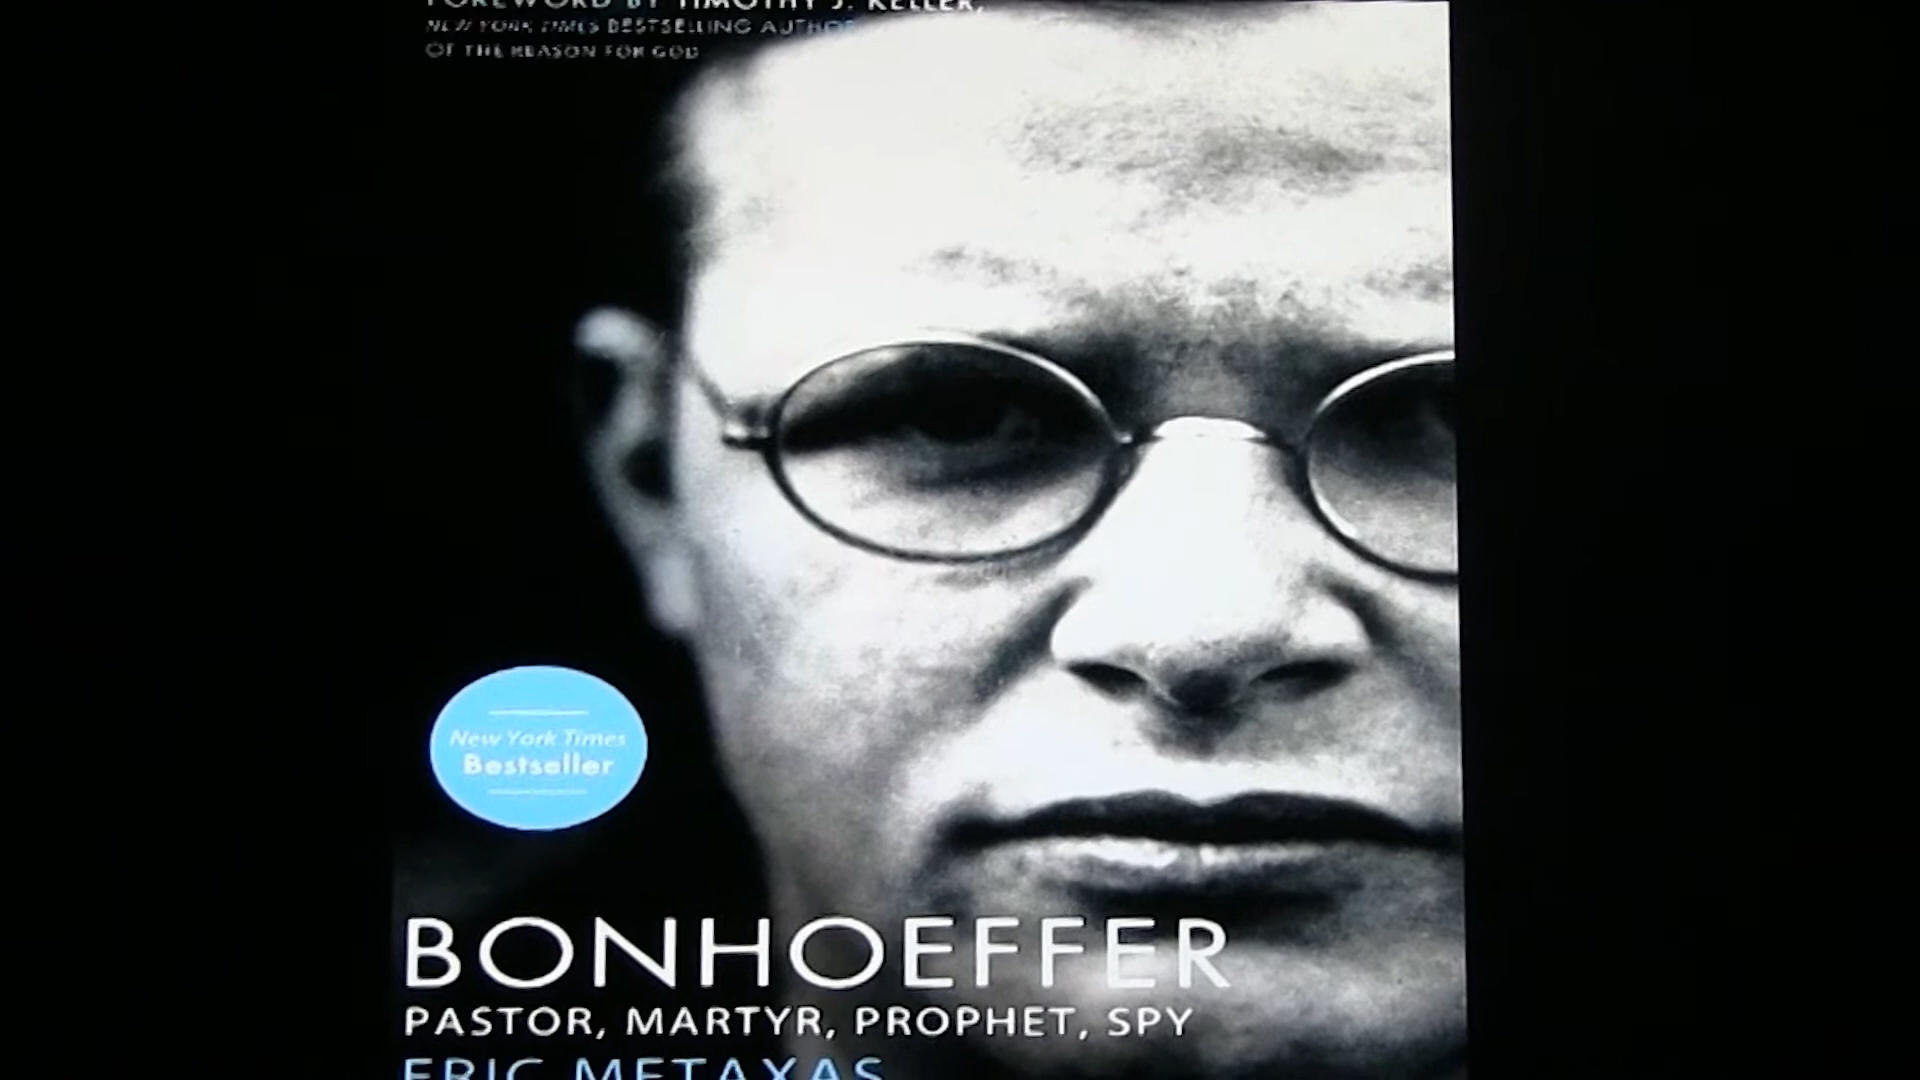 FOREWORD BY TIMOTHY J. KELLER,
NEW YORK TIMES BESTSELLING AUTHOR
OF THE REASON FOR GOD
New York Times
Bestseller
BONHOEFFER
PASTOR, MARTYR, PROPHET, SPY
ERIC METAXAS